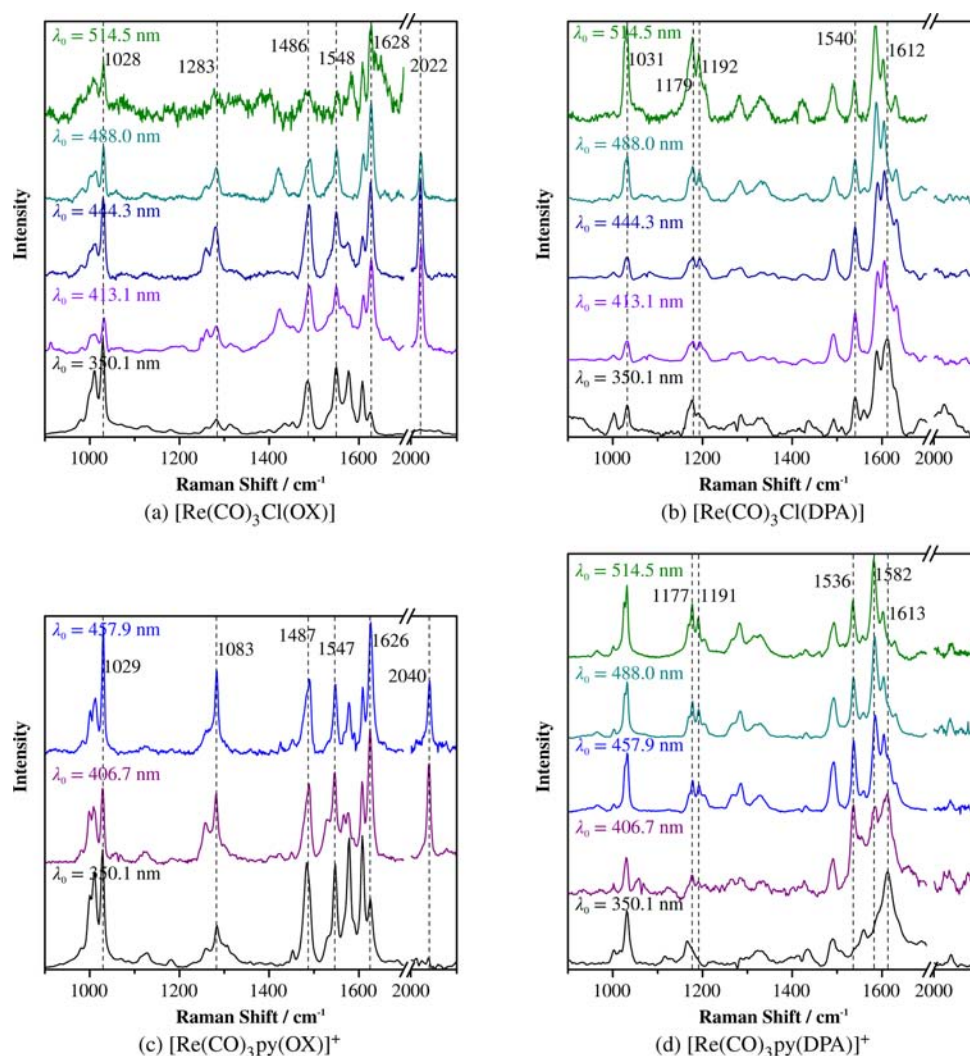 λ₀ = 514.5 nm
1028
1283
1486
1548
1628
2022
λ₀ = 488.0 nm
λ₀ = 444.3 nm
λ₀ = 413.1 nm
λ₀ = 350.1 nm
Intensity
1000 1200 1400 1600 2000
Raman Shift / cm⁻¹
(a) [Re(CO)₃Cl(OX)]
λ₀ = 514.5 nm
1031
1179
1192
1540
1612
λ₀ = 488.0 nm
λ₀ = 444.3 nm
λ₀ = 413.1 nm
λ₀ = 350.1 nm
Intensity
1000 1200 1400 1600 2000
Raman Shift / cm⁻¹
(b) [Re(CO)₃Cl(DPA)]
λ₀ = 457.9 nm
1029
1083
1487
1547
1626
2040
λ₀ = 406.7 nm
λ₀ = 350.1 nm
Intensity
1000 1200 1400 1600 2000
Raman Shift / cm⁻¹
(c) [Re(CO)₃py(OX)]⁺
λ₀ = 514.5 nm
1177
1191
1536
1582
1613
λ₀ = 488.0 nm
λ₀ = 457.9 nm
λ₀ = 406.7 nm
λ₀ = 350.1 nm
Intensity
1000 1200 1400 1600 2000
Raman Shift / cm⁻¹
(d) [Re(CO)₃py(DPA)]⁺